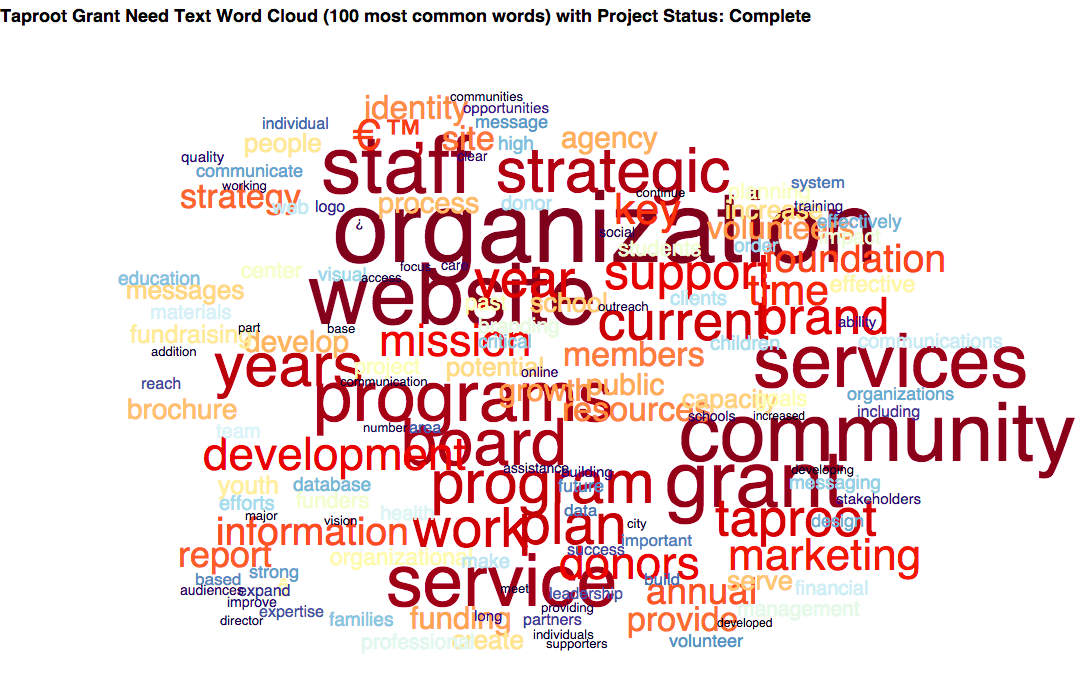 Taproot Grant Need Text Word Cloud (100 most common words) with Project Status: Complete
communities
identity
opportunities
individual
message
€™
site
high
agency
people
quality
clear
staff
strategic
communicate
working
continue
planning
system
strategy
web
logo
process
donor
key
increase
training
¿
organization
social
volunteers
effectively
impact
students
order
focus
care
center
visual
access
year
support
foundation
education
messages
website
past
school
outreach
clients
time
effective
materials
current
brand
ability
part
base
fundraising
develop
mission
critical
children
communications
addition
members
services
years
project
potential
online
reach
communication
growth
public
programs
resources
capacity
goals
organizations
brochure
schools
increased
including
team
number
area
board
community
development
assistance
building
developing
youth
database
program
future
grant
messaging
efforts
funders
stakeholders
major
health
data
vision
information
work
plan
city
taproot
design
important
report
organizational
make
success
donors
marketing
based
strong
build
serve
audiences
expand
service
meet
leadership
annual
financial
improve
expertise
providing
management
director
families
funding
long
partners
provide
developed
individuals
professional
create
supporters
volunteer